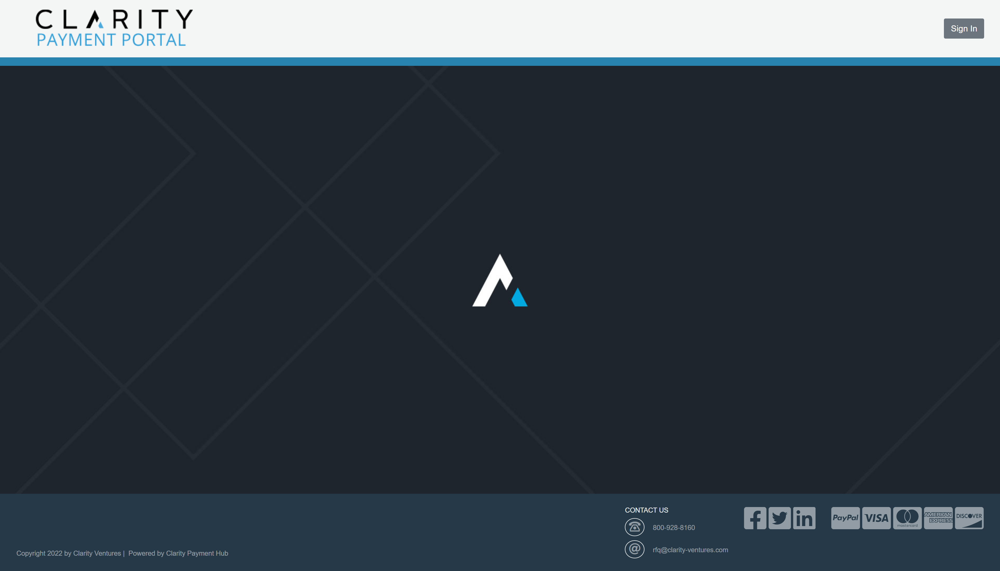 CLARITY
PAYMENT PORTAL
Sign In
CONTACT US
800-928-8160
rfq@clarity-ventures.com
PayPal
VISA
mastercard
AMERICAN
EXPRESS
DISCOVER
Copyright 2022 by Clarity Ventures | Powered by Clarity Payment Hub